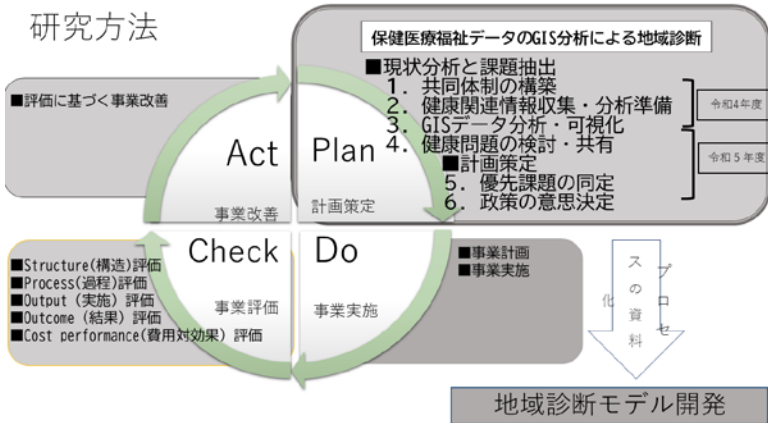 研究方法
保健医療福祉データのGIS分析による地域診断
■現状分析と課題抽出
1. 共同体制の構築
2. 健康関連情報収集・分析準備
3. GISデータ分析・可視化
4. 健康問題の検討・共有
■計画策定
5. 優先課題の同定
6. 政策の意思決定
令和4年度
令和5年度
■評価に基づく事業改善
Act
事業改善
Plan
計画策定
Check
事業評価
Do
事業実施
■Structure(構造)評価
■Process(過程)評価
■Output (実施) 評価
■Outcome (結果) 評価
■Cost performance(費用対効果) 評価
■事業計画
■事業実施
プロセ
スの資料
化
地域診断モデル開発